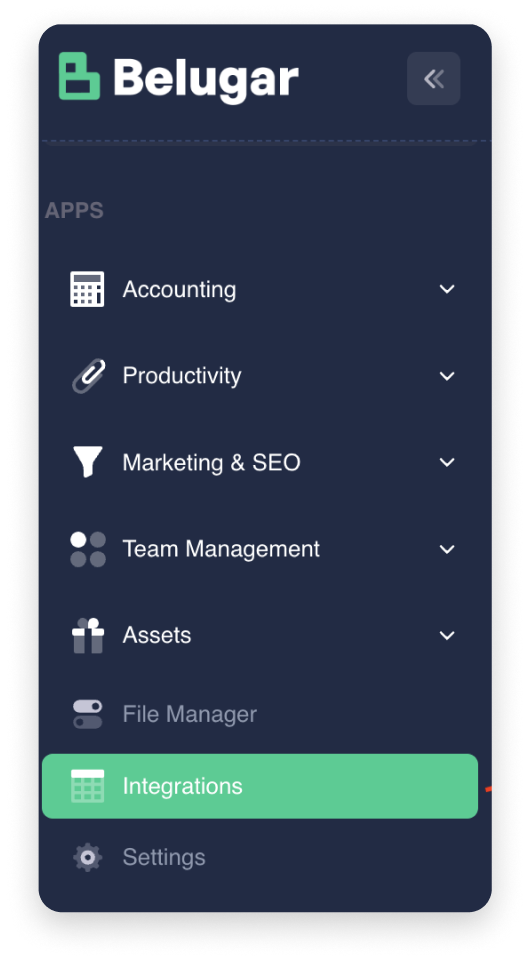 Belugar
APPS
Accounting
Productivity
Marketing & SEO
Team Management
Assets
File Manager
Integrations
Settings